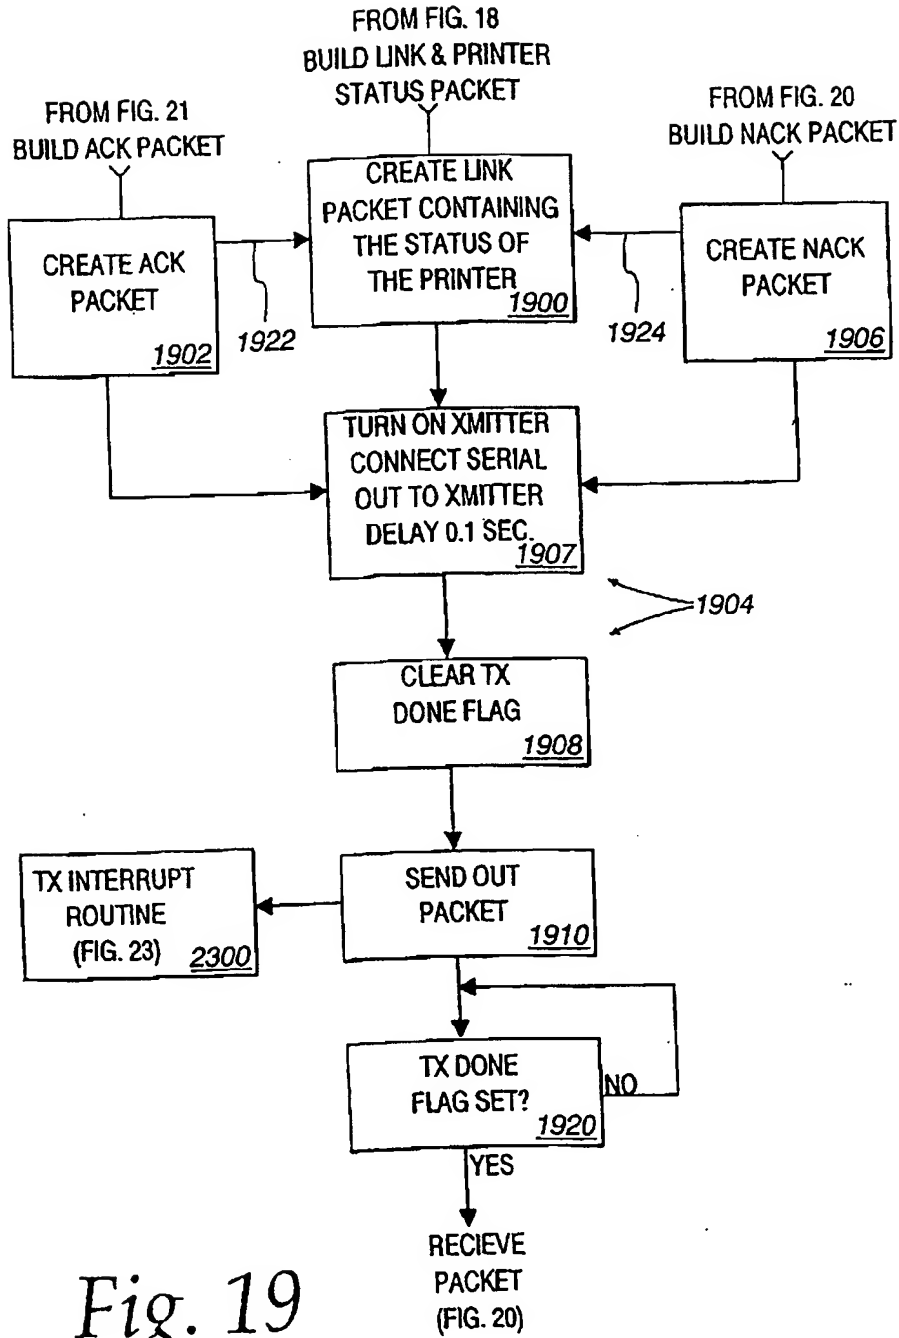 FROM FIG. 18
BUILD LINK & PRINTER
STATUS PACKET
FROM FIG. 21
BUILD ACK PACKET
FROM FIG. 20
BUILD NACK PACKET
CREATE LINK
PACKET CONTAINING
THE STATUS OF
THE PRINTER
1900
CREATE ACK
PACKET
1902
1922
1924
CREATE NACK
PACKET
1906
TURN ON XMITTER
CONNECT SERIAL
OUT TO XMITTER
DELAY 0.1 SEC.
1907
1904
CLEAR TX
DONE FLAG
1908
TX INTERRUPT
ROUTINE
(FIG. 23)
2300
SEND OUT
PACKET
1910
TX DONE
FLAG SET?
1920
NO
YES
RECIEVE
PACKET
(FIG. 20)
Fig. 19